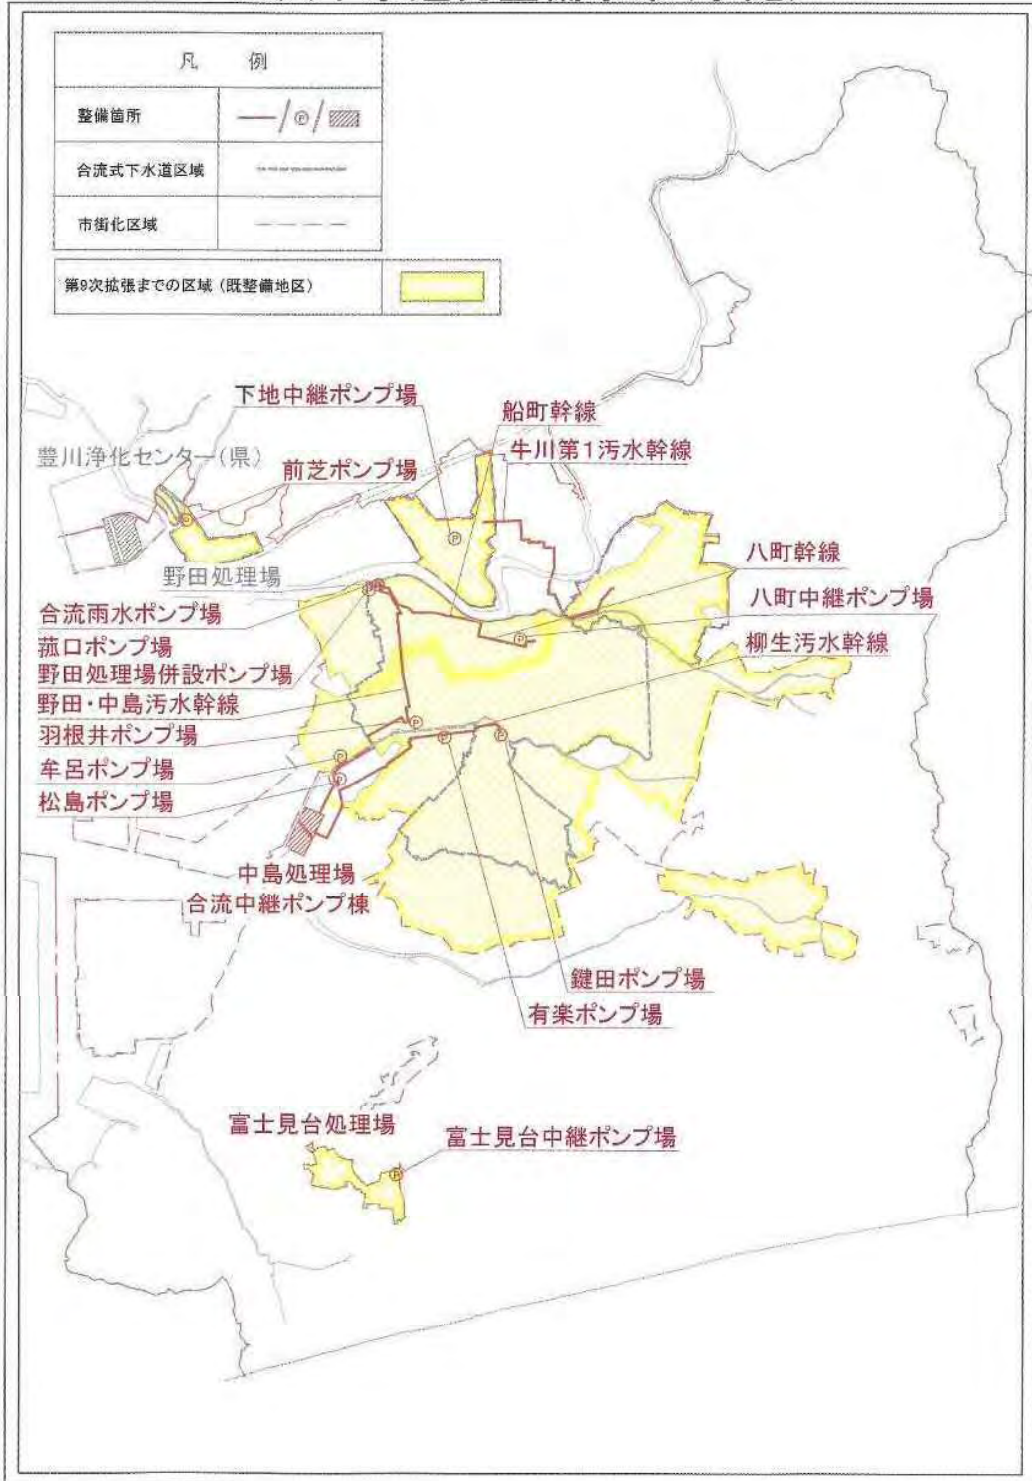 凡 例
整備箇所
合流式下水道区域
市街化区域
第9次拡張までの区域（既整備地区）
下地中継ポンプ場
船町幹線
豊川浄化センター(県)
前芝ポンプ場
牛川第1汚水幹線
野田処理場
八町幹線
合流雨水ポンプ場
八町中継ポンプ場
菰口ポンプ場
柳生汚水幹線
野田処理場併設ポンプ場
野田・中島汚水幹線
羽根井ポンプ場
牟呂ポンプ場
松島ポンプ場
中島処理場
合流中継ポンプ棟
鍵田ポンプ場
有楽ポンプ場
富士見台処理場
富士見台中継ポンプ場